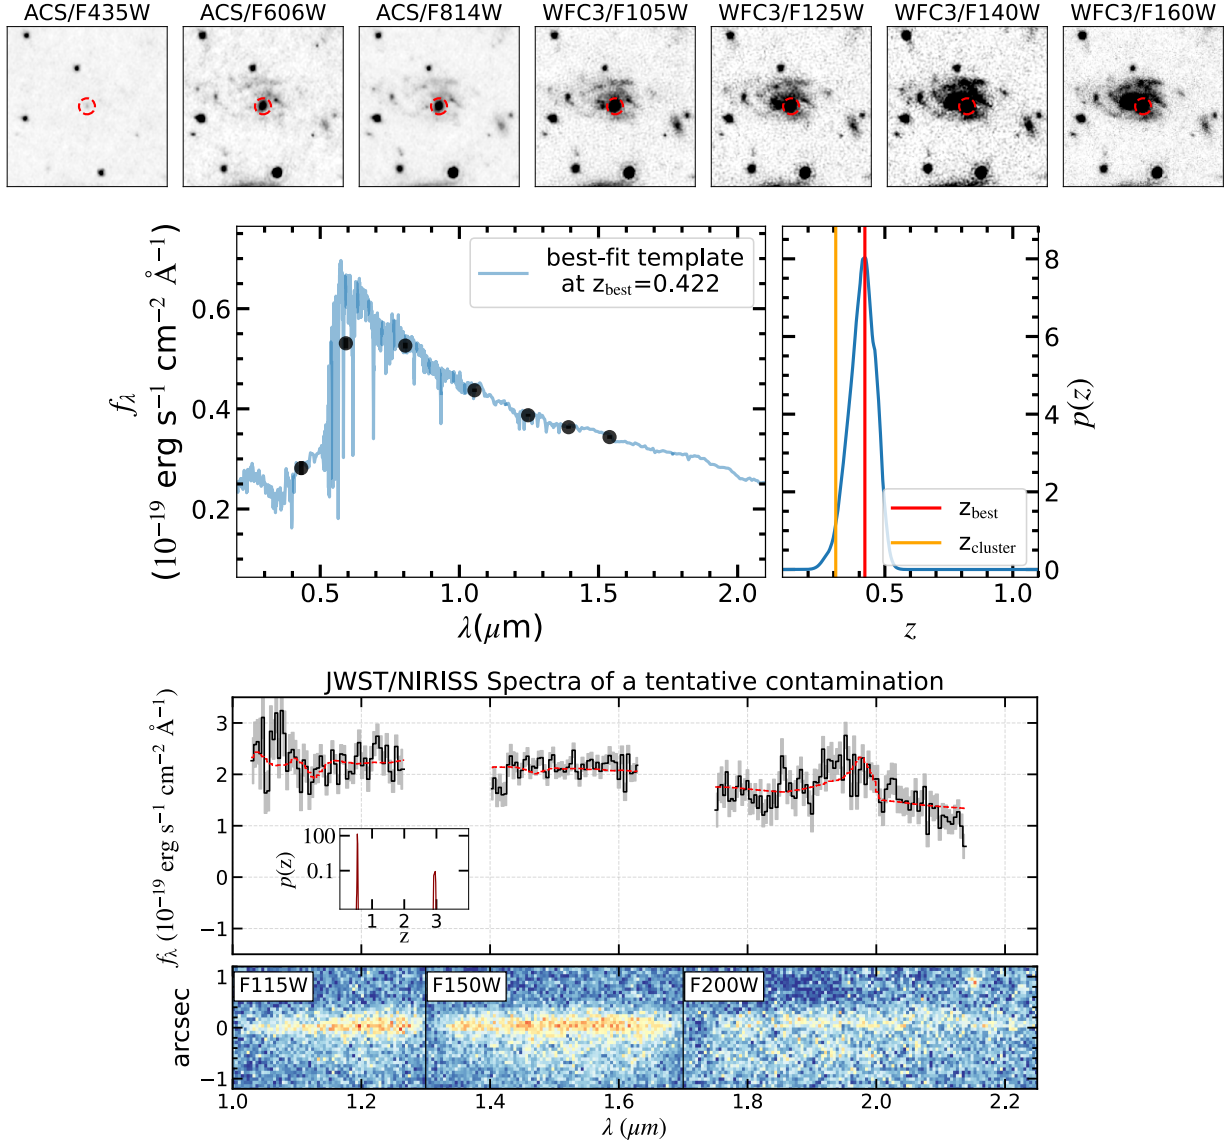 ACS/F435W ACS/F606W ACS/F814W WFC3/F105W WFC3/F125W WFC3/F140W WFC3/F160W
best-fit template
at z_best=0.422
f_λ
(10⁻¹⁹ erg s⁻¹ cm⁻² Å⁻¹)
0.6
0.4
0.2
0.5 1.0 1.5 2.0
λ(μm)
z_best
z_cluster
8
6
4
2
0
p(z)
0.5 1.0
z
JWST/NIRISS Spectra of a tentative contamination
f_λ (10⁻¹⁹ erg s⁻¹ cm⁻² Å⁻¹)
3
2
1
0
−1
100
0.1
p(z)
1 2 3
z
F115W F150W F200W
arcsec
1
0
−1
1.0 1.2 1.4 1.6 1.8 2.0 2.2
λ (μm)